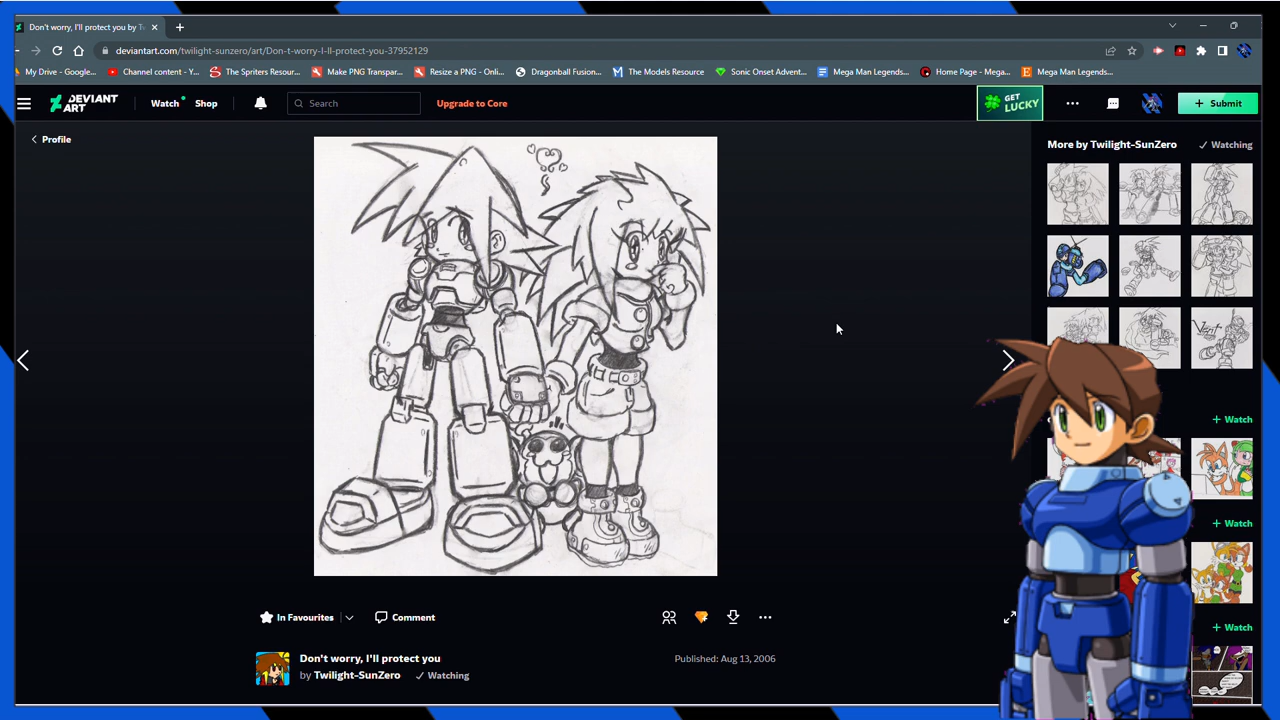 Don't worry, I'll protect you by Tw
deviantart.com/twilight-sunzero/art/Don-t-worry-I-ll-protect-you-37952129
My Drive - Google...
Channel content - Y...
The Spriters Resour...
Make PNG Transpar...
Resize a PNG - Onli...
Dragonball Fusion...
The Models Resource
Sonic Onset Advent...
Mega Man Legends...
Home Page - Mega...
Mega Man Legends...
DEVIANT
ART
Watch
Shop
Search
Upgrade to Core
GET
LUCKY
+ Submit
Profile
More by Twilight-SunZero
Watching
+ Watch
+ Watch
+ Watch
In Favourites
Comment
Don't worry, I'll protect you
by Twilight-SunZero
Watching
Published: Aug 13, 2006